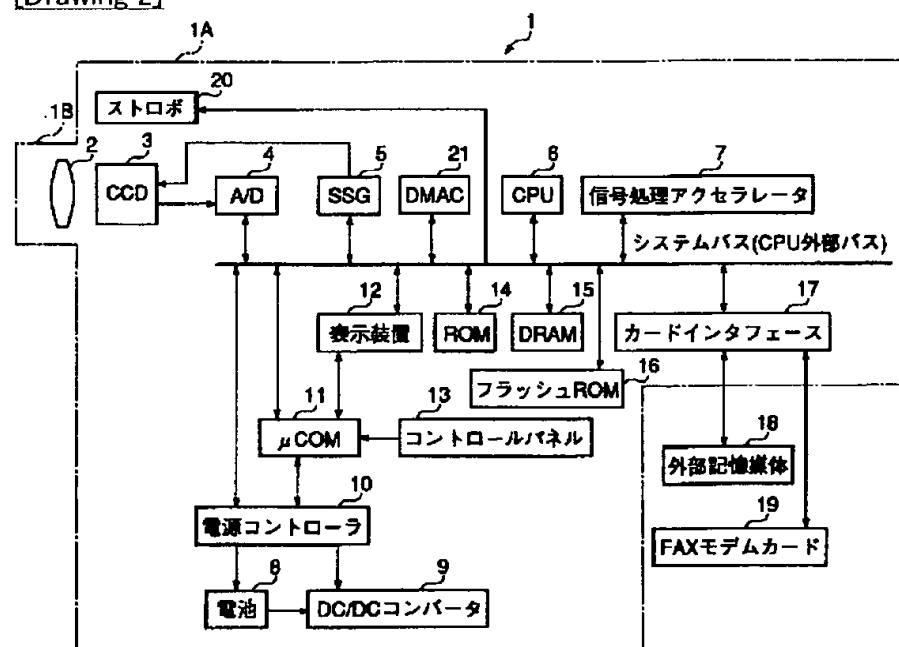 [Drawing 2]
1A
1
20
ストロボ
1B
2
3
4
5
21
6
7
CCD
A/D
SSG
DMAC
CPU
信号処理アクセラレータ
システムバス(CPU外部バス)
12
14
15
17
表示装置
ROM
DRAM
カードインタフェース
16
フラッシュROM
11
13
μCOM
コントロールパネル
18
外部記憶媒体
10
電源コントローラ
19
FAXモデムカード
8
9
電池
DC/DCコンバータ